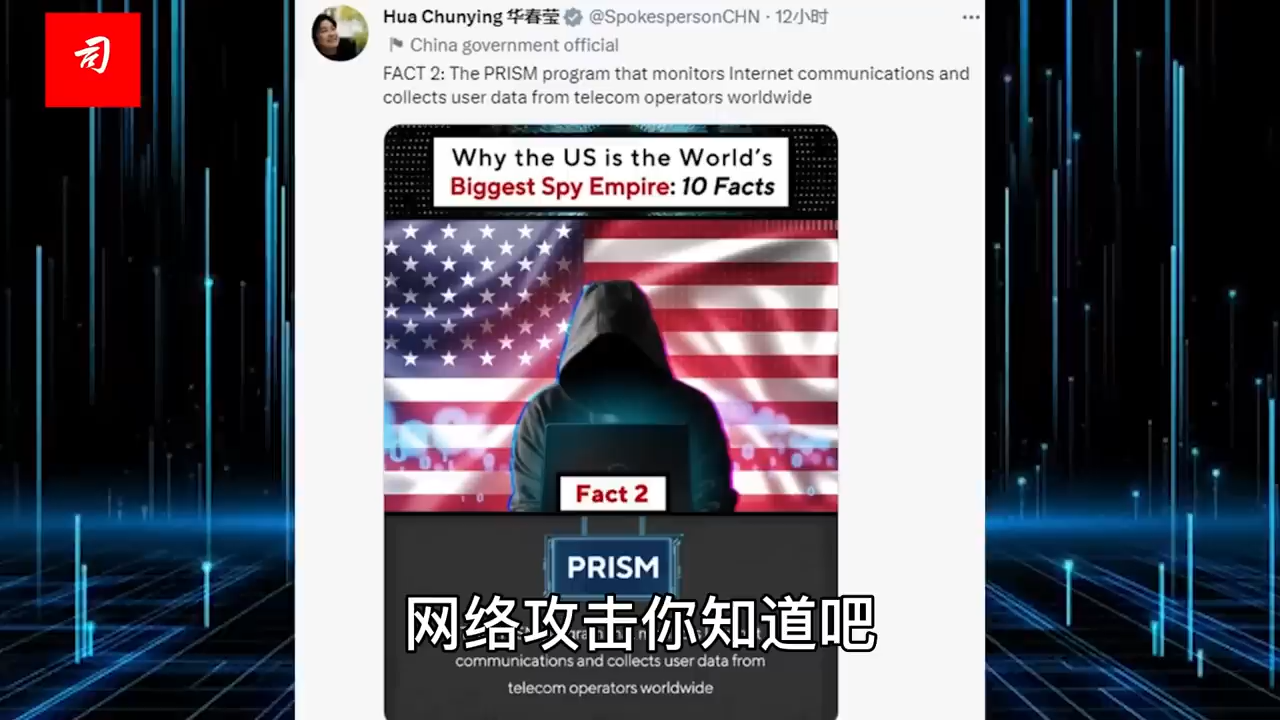 司
Hua Chunying 华春莹 @SpokespersonCHN · 12小时
China government official
FACT 2: The PRISM program that monitors Internet communications and
collects user data from telecom operators worldwide
Why the US is the World's
Biggest Spy Empire: 10 Facts
Fact 2
PRISM
网络攻击你知道吧
communications and collects user data from
telecom operators worldwide